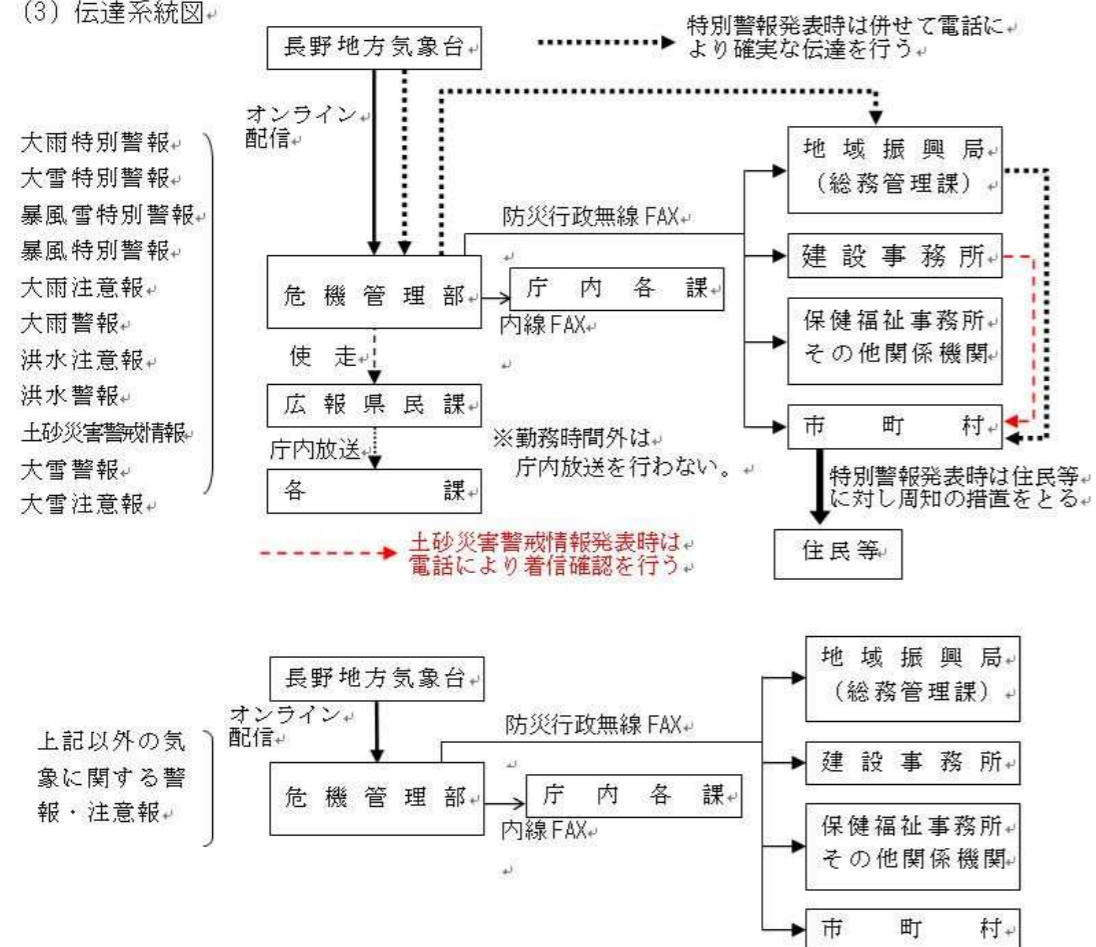 (3) 伝達系統図
長野地方気象台
特別警報発表時は併せて電話に
より確実な伝達を行う
オンライン
配信
大雨特別警報
大雪特別警報
暴風雪特別警報
暴風特別警報
大雨注意報
大雨警報
洪水注意報
洪水警報
土砂災害警戒情報
大雪警報
大雪注意報
地域振興局
(総務管理課)
防災行政無線 FAX
建設事務所
危機管理部
庁内各課
内線 FAX
保健福祉事務所
その他関係機関
使走
広報県民課
市町村
庁内放送
※勤務時間外は
庁内放送を行わない。
各課
特別警報発表時は住民等
に対し周知の措置をとる
土砂災害警戒情報発表時は
電話により着信確認を行う
住民等
長野地方気象台
オンライン
配信
上記以外の気
象に関する警
報・注意報
地域振興局
(総務管理課)
防災行政無線 FAX
建設事務所
危機管理部
庁内各課
内線 FAX
保健福祉事務所
その他関係機関
市町村